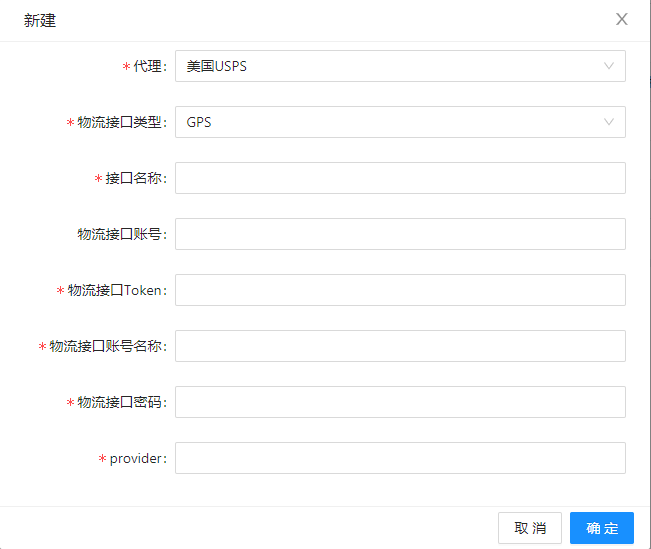 新建
* 代理: 美国USPS
* 物流接口类型: GPS
* 接口名称:
物流接口账号:
* 物流接口Token:
* 物流接口账号名称:
* 物流接口密码:
* provider:
取 消 确 定